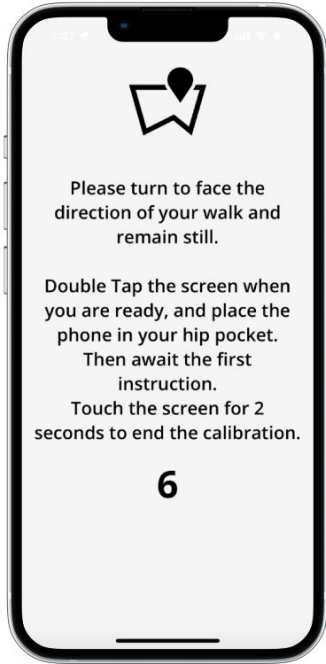 3:47
Please turn to face the
direction of your walk and
remain still.
Double Tap the screen when
you are ready, and place the
phone in your hip pocket.
Then await the first
instruction.
Touch the screen for 2
seconds to end the calibration.
6